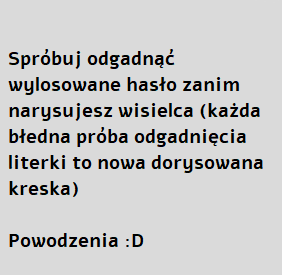 Spróbuj odgadnąć
wylosowane hasło zanim
narysujesz wisielca (każda
błedna próba odgadnięcia
literki to nowa dorysowana
kreska)
Powodzenia :D